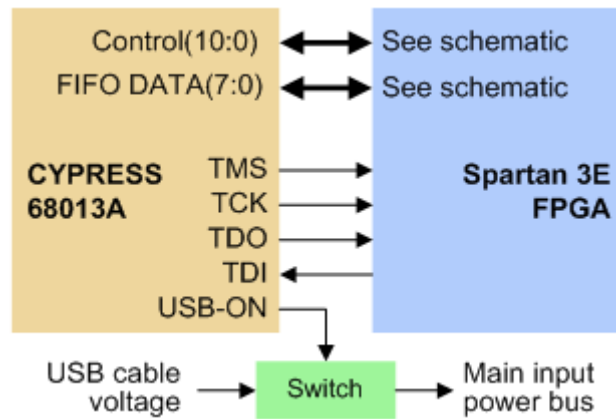 Control(10:0) See schematic
FIFO DATA(7:0) See schematic
CYPRESS
68013A
TMS
TCK
TDO
TDI
USB-ON
Spartan 3E
FPGA
USB cable
voltage
Switch
Main input
power bus